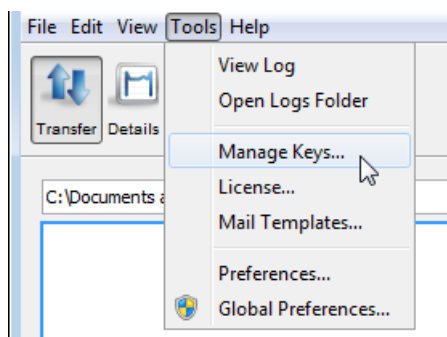 File Edit View Tools Help
View Log
Open Logs Folder
Transfer Details
Manage Keys...
License...
C:\Documents a
Mail Templates...
Preferences...
Global Preferences...